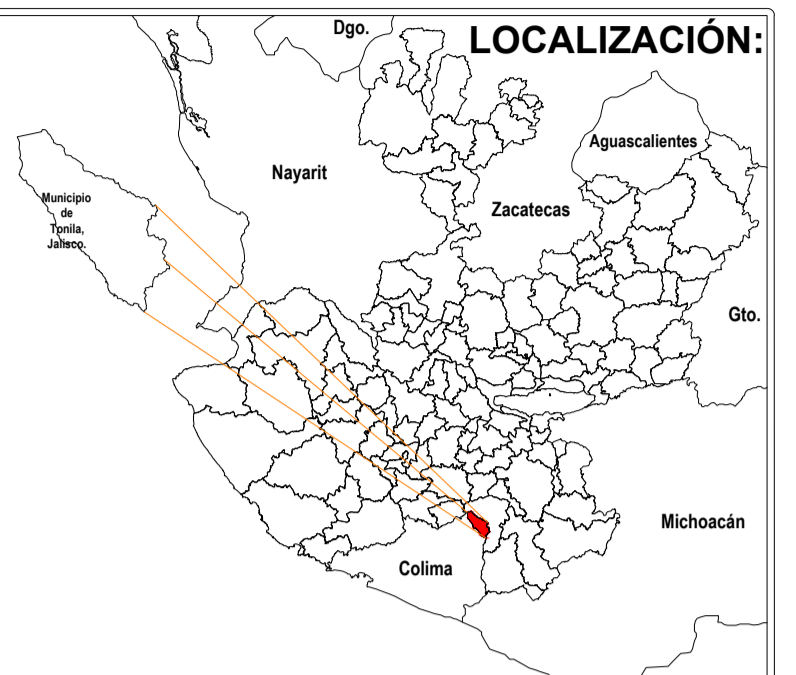 Dgo.
LOCALIZACIÓN:
Aguascalientes
Nayarit
Municipio
de
Tonila,
Jalisco.
Zacatecas
Gto.
Michoacán
Colima